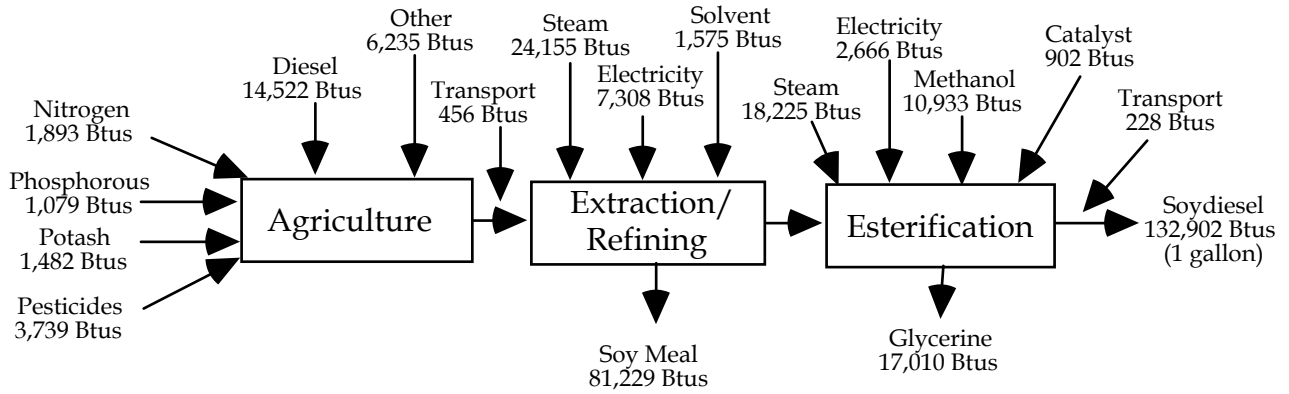 Nitrogen
1,893 Btus
Phosphorous
1,079 Btus
Potash
1,482 Btus
Pesticides
3,739 Btus
Diesel
14,522 Btus
Other
6,235 Btus
Agriculture
Transport
456 Btus
Steam
24,155 Btus
Electricity
7,308 Btus
Solvent
1,575 Btus
Extraction/
Refining
Soy Meal
81,229 Btus
Steam
18,225 Btus
Electricity
2,666 Btus
Methanol
10,933 Btus
Catalyst
902 Btus
Esterification
Glycerine
17,010 Btus
Transport
228 Btus
Soydiesel
132,902 Btus
(1 gallon)